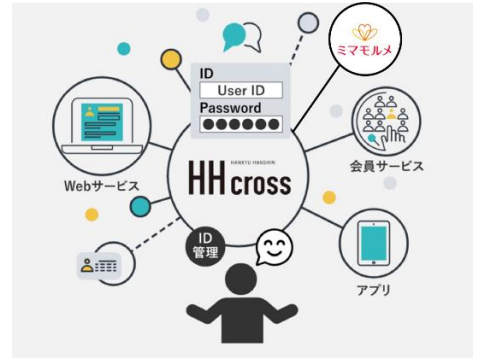 ミマモルメ
ID
User ID
Password
HANKYU HANSHIN
HH cross
Webサービス
会員サービス
ID
管理
アプリ